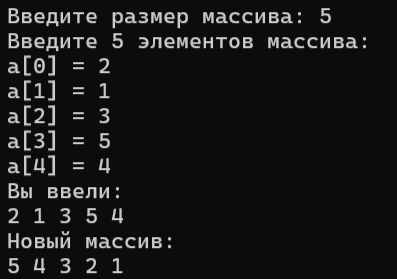 Введите размер массива: 5
Введите 5 элементов массива:
a[0] = 2
a[1] = 1
a[2] = 3
a[3] = 5
a[4] = 4
Вы ввели:
2 1 3 5 4
Новый массив:
5 4 3 2 1